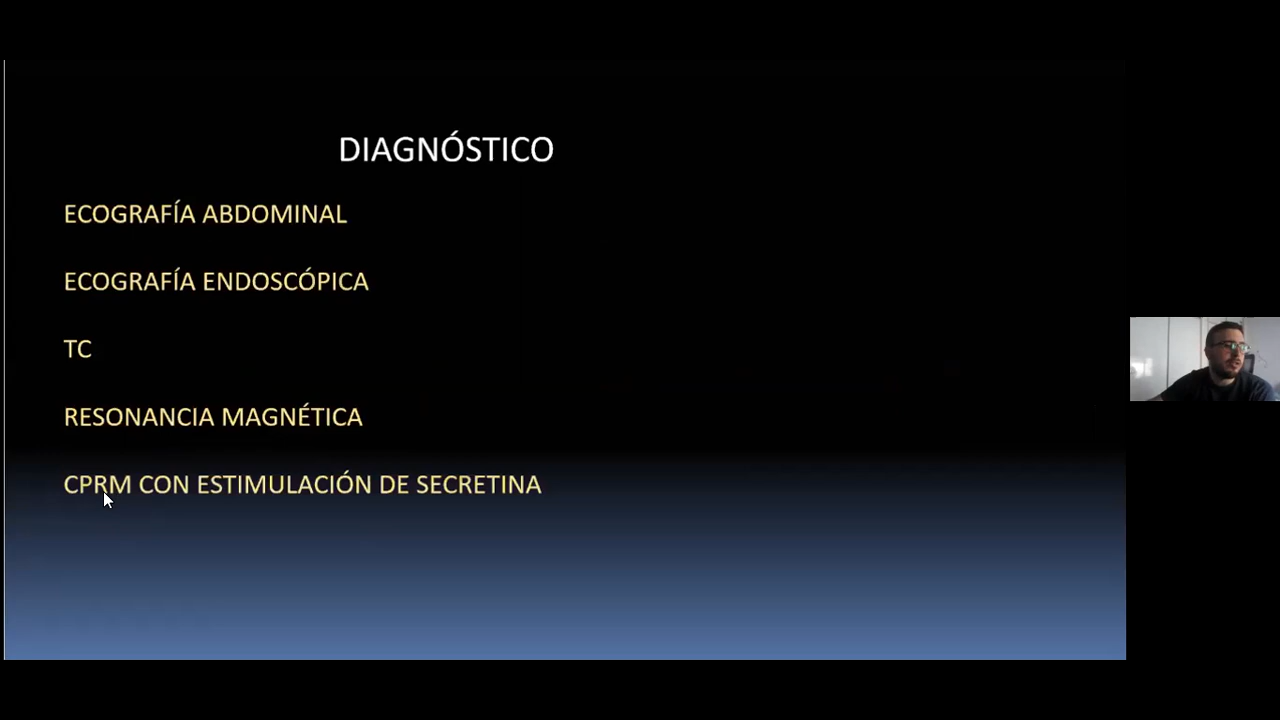 DIAGNÓSTICO
ECOGRAFÍA ABDOMINAL
ECOGRAFÍA ENDOSCÓPICA
TC
RESONANCIA MAGNÉTICA
CPRM CON ESTIMULACIÓN DE SECRETINA